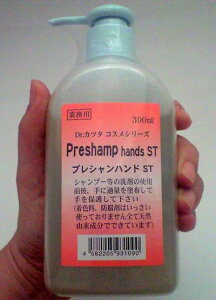 業務用
300ml
Dr.カツタ コスメシリーズ
Preshamp hands ST
プレシャンハンド ST
シャンプー等の洗剤の使用
前後、手に適量を塗布して
手を保護して下さい
(着色料、防腐剤はいっさい
使っておりません全て天然
由来成分でできています)
4 582205 931090